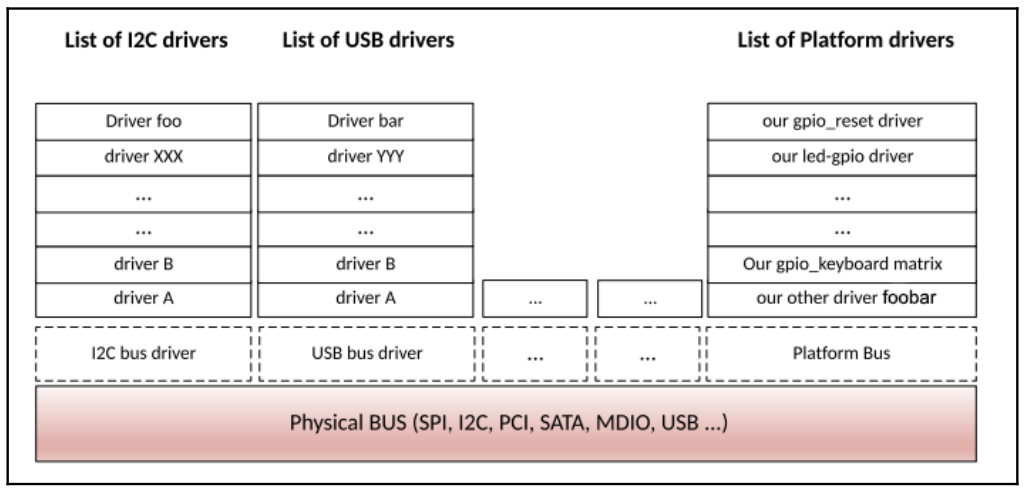 List of I2C drivers
List of USB drivers
List of Platform drivers
Driver foo
driver XXX
...
...
driver B
driver A
Driver bar
driver YYY
...
...
driver B
driver A
...
...
our gpio_reset driver
our led-gpio driver
...
...
Our gpio_keyboard matrix
our other driver foobar
I2C bus driver
USB bus driver
...
...
Platform Bus
Physical BUS (SPI, I2C, PCI, SATA, MDIO, USB ...)